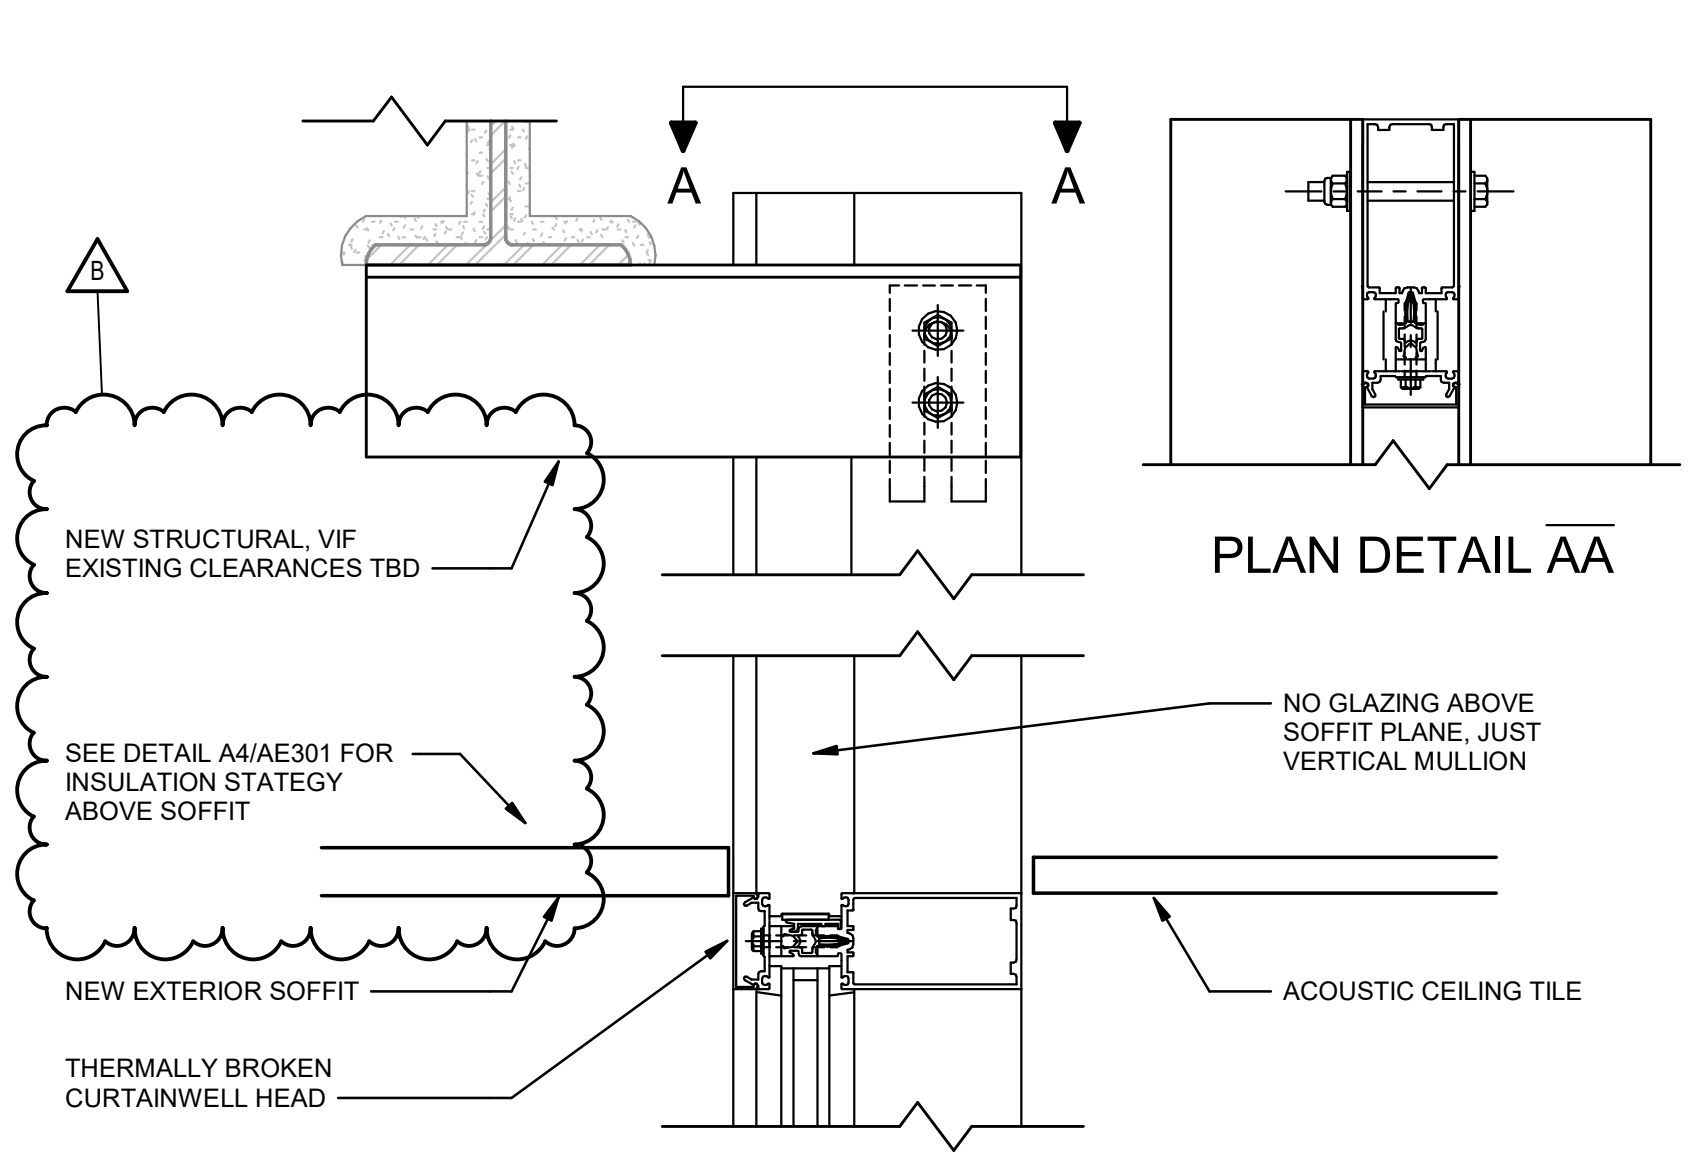 A
A
B
NEW STRUCTURAL, VIF
EXISTING CLEARANCES TBD
PLAN DETAIL AA
NO GLAZING ABOVE
SOFFIT PLANE, JUST
VERTICAL MULLION
SEE DETAIL A4/AE301 FOR
INSULATION STATEGY
ABOVE SOFFIT
NEW EXTERIOR SOFFIT
ACOUSTIC CEILING TILE
THERMALLY BROKEN
CURTAINWELL HEAD